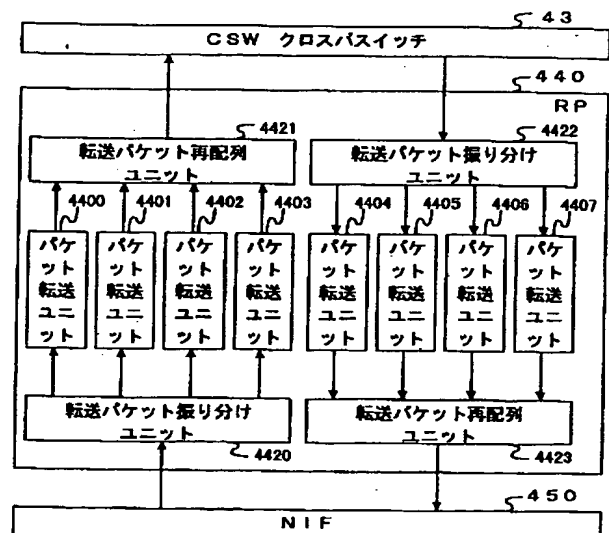 43
CSW クロスバスイッチ
440
RP
4421
4422
転送パケット再配列
ユニット
転送パケット振り分け
ユニット
4400
4401
4402
4403
4404
4405
4406
4407
パケット転送ユニット
パケット転送ユニット
パケット転送ユニット
パケット転送ユニット
パケット転送ユニット
パケット転送ユニット
パケット転送ユニット
パケット転送ユニット
転送パケット振り分け
ユニット
転送パケット再配列
ユニット
4420
4423
450
NIF